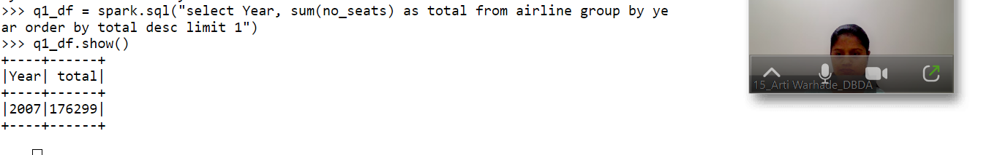 >>> q1_df = spark.sql("select Year, sum(no_seats) as total from airline group by ye
ar order by total desc limit 1")
>>> q1_df.show()
+----+------+
|Year| total|
+----+------+
|2007|176299|
+----+------+
15_Arti Warhade_DBDA